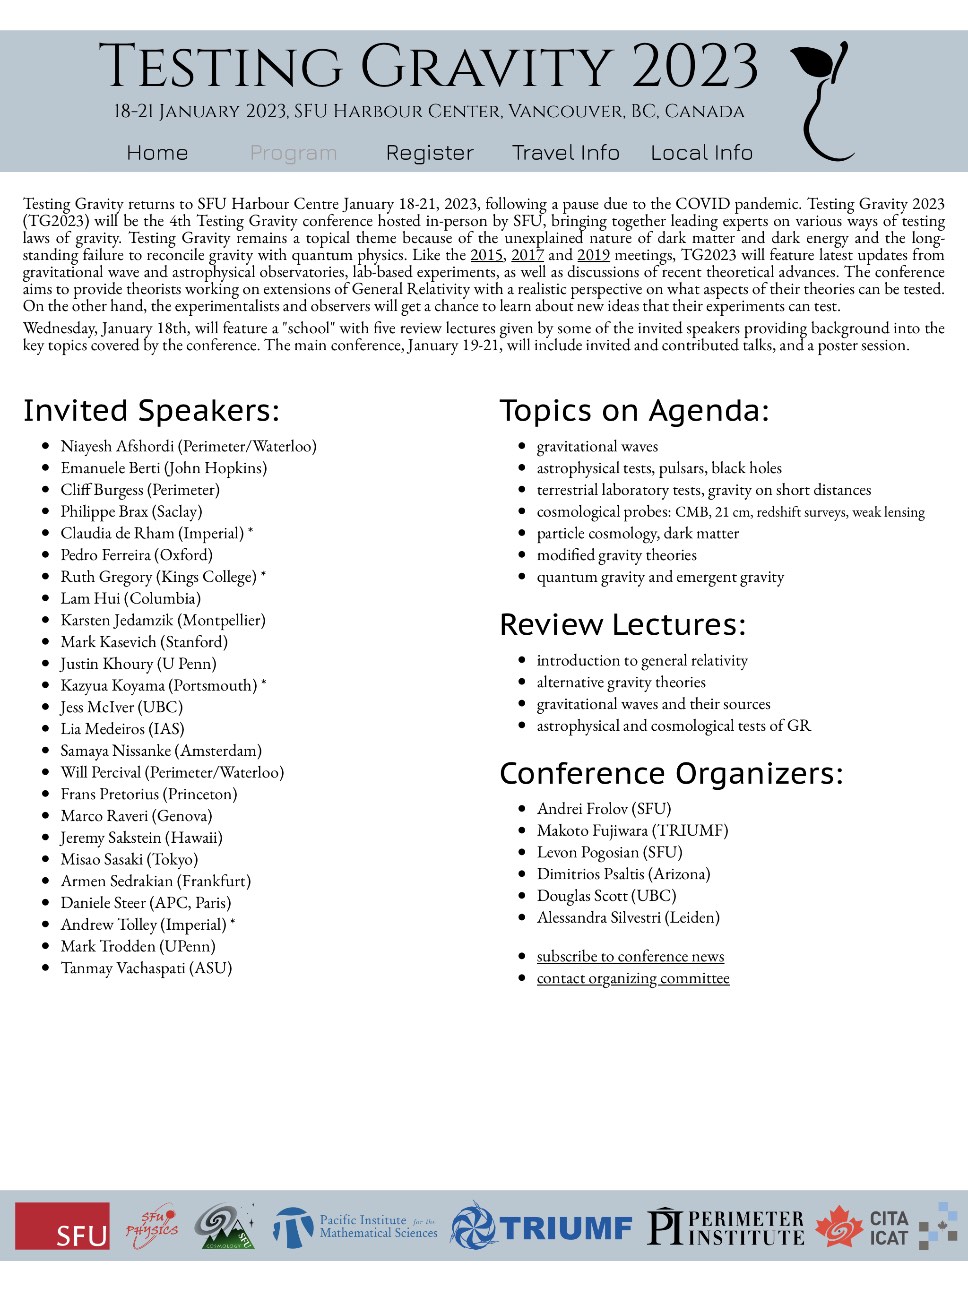 TESTING GRAVITY 2023
18-21 JANUARY 2023, SFU HARBOUR CENTER, VANCOUVER, BC, CANADA
Home Program Register Travel Info Local Info
Testing Gravity returns to SFU Harbour Centre January 18-21, 2023, following a pause due to the COVID pandemic. Testing Gravity 2023
(TG2023) will be the 4th Testing Gravity conference hosted in-person by SFU, bringing together leading experts on various ways of testing
laws of gravity. Testing Gravity remains a topical theme because of the unexplained nature of dark matter and dark energy and the long-
standing failure to reconcile gravity with quantum physics. Like the 2015, 2017 and 2019 meetings, TG2023 will feature latest updates from
gravitational wave and astrophysical observatories, lab-based experiments, as well as discussions of recent theoretical advances. The conference
aims to provide theorists working on extensions of General Relativity with a realistic perspective on what aspects of their theories can be tested.
On the other hand, the experimentalists and observers will get a chance to learn about new ideas that their experiments can test.
Wednesday, January 18th, will feature a "school" with five review lectures given by some of the invited speakers providing background into the
key topics covered by the conference. The main conference, January 19-21, will include invited and contributed talks, and a poster session.
Invited Speakers:
• Niayesh Afshordi (Perimeter/Waterloo)
• Emanuele Berti (John Hopkins)
• Cliff Burgess (Perimeter)
• Philippe Brax (Saclay)
• Claudia de Rham (Imperial) *
• Pedro Ferreira (Oxford)
• Ruth Gregory (Kings College) *
• Lam Hui (Columbia)
• Karsten Jedamzik (Montpellier)
• Mark Kasevich (Stanford)
• Justin Khoury (U Penn)
• Kazyua Koyama (Portsmouth) *
• Jess McIver (UBC)
• Lia Medeiros (IAS)
• Samaya Nissanke (Amsterdam)
• Will Percival (Perimeter/Waterloo)
• Frans Pretorius (Princeton)
• Marco Raveri (Genova)
• Jeremy Sakstein (Hawaii)
• Misao Sasaki (Tokyo)
• Armen Sedrakian (Frankfurt)
• Daniele Steer (APC, Paris)
• Andrew Tolley (Imperial) *
• Mark Trodden (UPenn)
• Tanmay Vachaspati (ASU)
Topics on Agenda:
• gravitational waves
• astrophysical tests, pulsars, black holes
• terrestrial laboratory tests, gravity on short distances
• cosmological probes: CMB, 21 cm, redshift surveys, weak lensing
• particle cosmology, dark matter
• modified gravity theories
• quantum gravity and emergent gravity
Review Lectures:
• introduction to general relativity
• alternative gravity theories
• gravitational waves and their sources
• astrophysical and cosmological tests of GR
Conference Organizers:
• Andrei Frolov (SFU)
• Makoto Fujiwara (TRIUMF)
• Levon Pogosian (SFU)
• Dimitrios Psaltis (Arizona)
• Douglas Scott (UBC)
• Alessandra Silvestri (Leiden)
• subscribe to conference news
• contact organizing committee
SFU
SFU
PHYSICS
COSMOLOGY SFU
Pacific Institute for the
Mathematical Sciences
TRIUMF
PI PERIMETER
INSTITUTE
CITA
ICAT